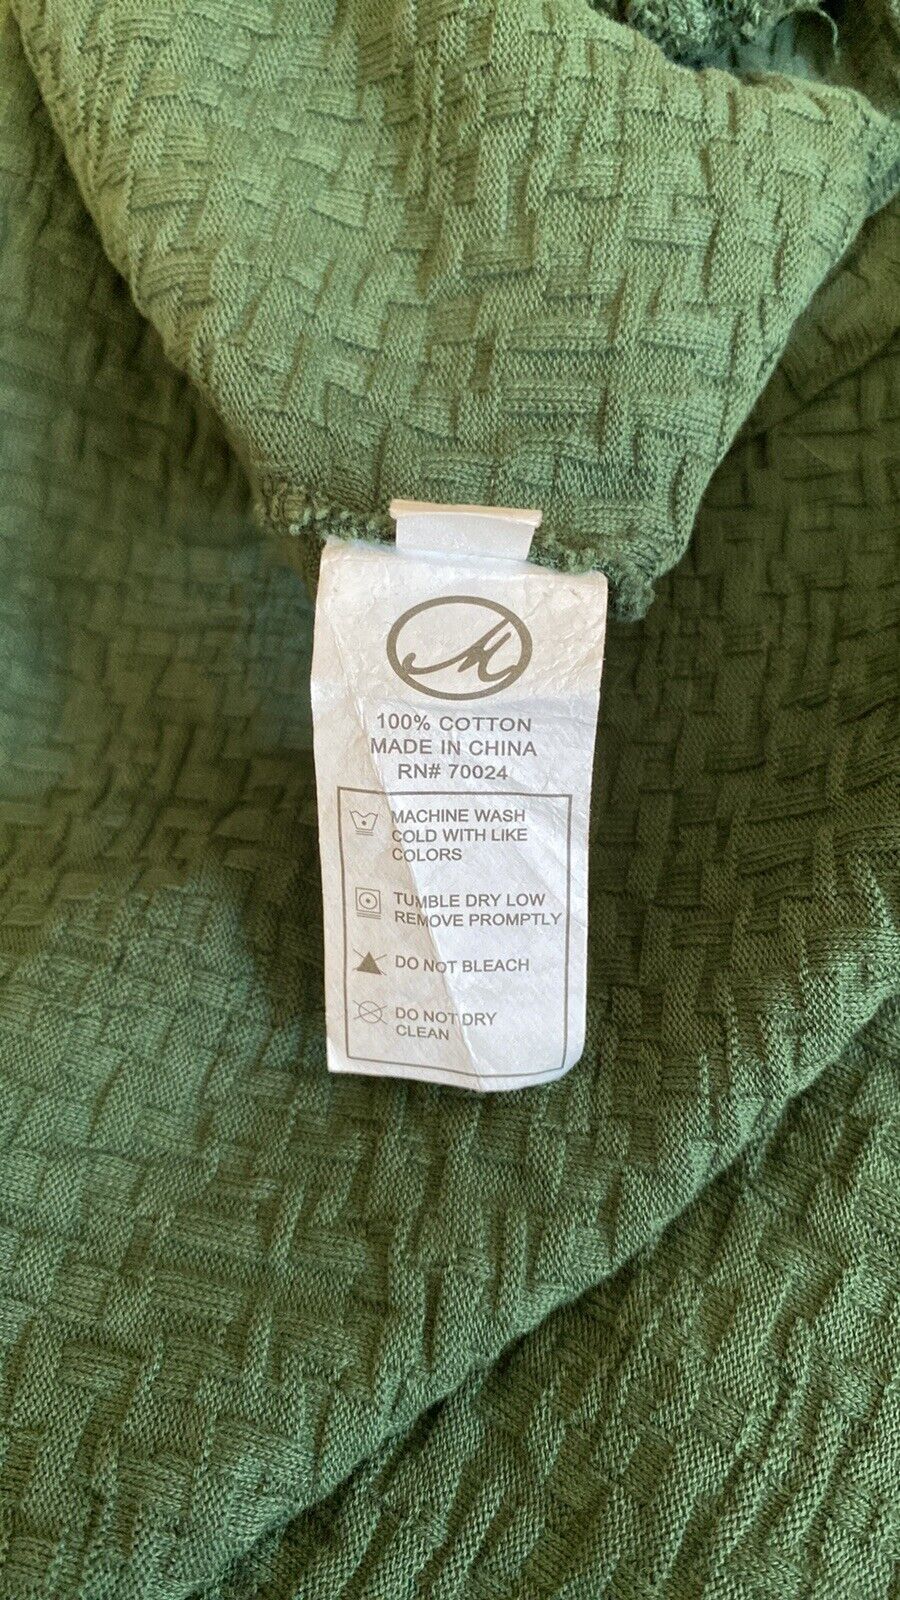 M
100% COTTON
MADE IN CHINA
RN# 70024
MACHINE WASH
COLD WITH LIKE
COLORS
TUMBLE DRY LOW
REMOVE PROMPTLY
DO NOT BLEACH
DO NOT DRY
CLEAN